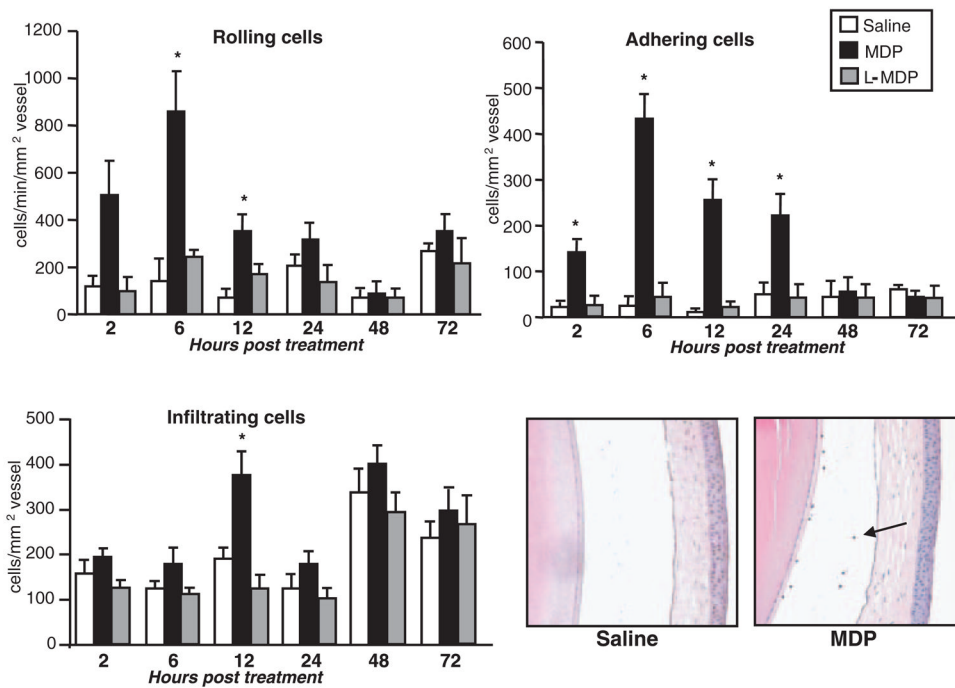 Rolling cells
1200
1000
800
600
400
200
0
cells/min/mm² vessel
*
*
2 6 12 24 48 72
Hours post treatment
Adhering cells
600
500
400
300
200
100
0
cells/mm² vessel
*
*
*
*
2 6 12 24 48 72
Hours post treatment
Saline
MDP
L-MDP
Infiltrating cells
500
400
300
200
100
0
cells/mm² vessel
*
2 6 12 24 48 72
Hours post treatment
Saline
MDP